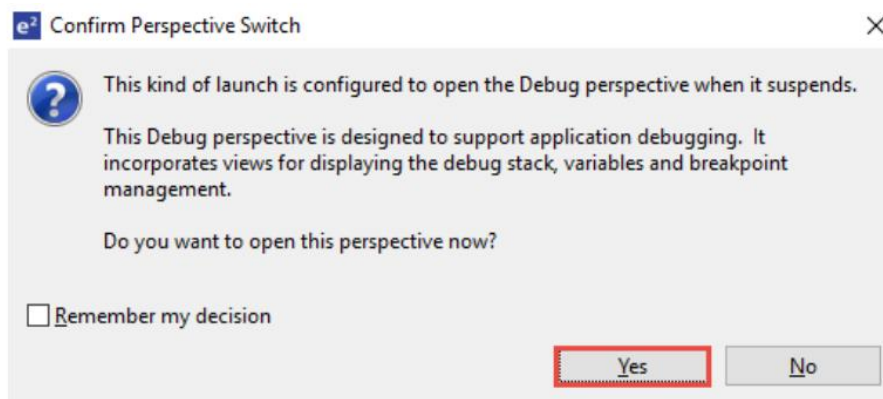 e² Confirm Perspective Switch
This kind of launch is configured to open the Debug perspective when it suspends.
This Debug perspective is designed to support application debugging. It
incorporates views for displaying the debug stack, variables and breakpoint
management.
Do you want to open this perspective now?
Remember my decision
Yes No